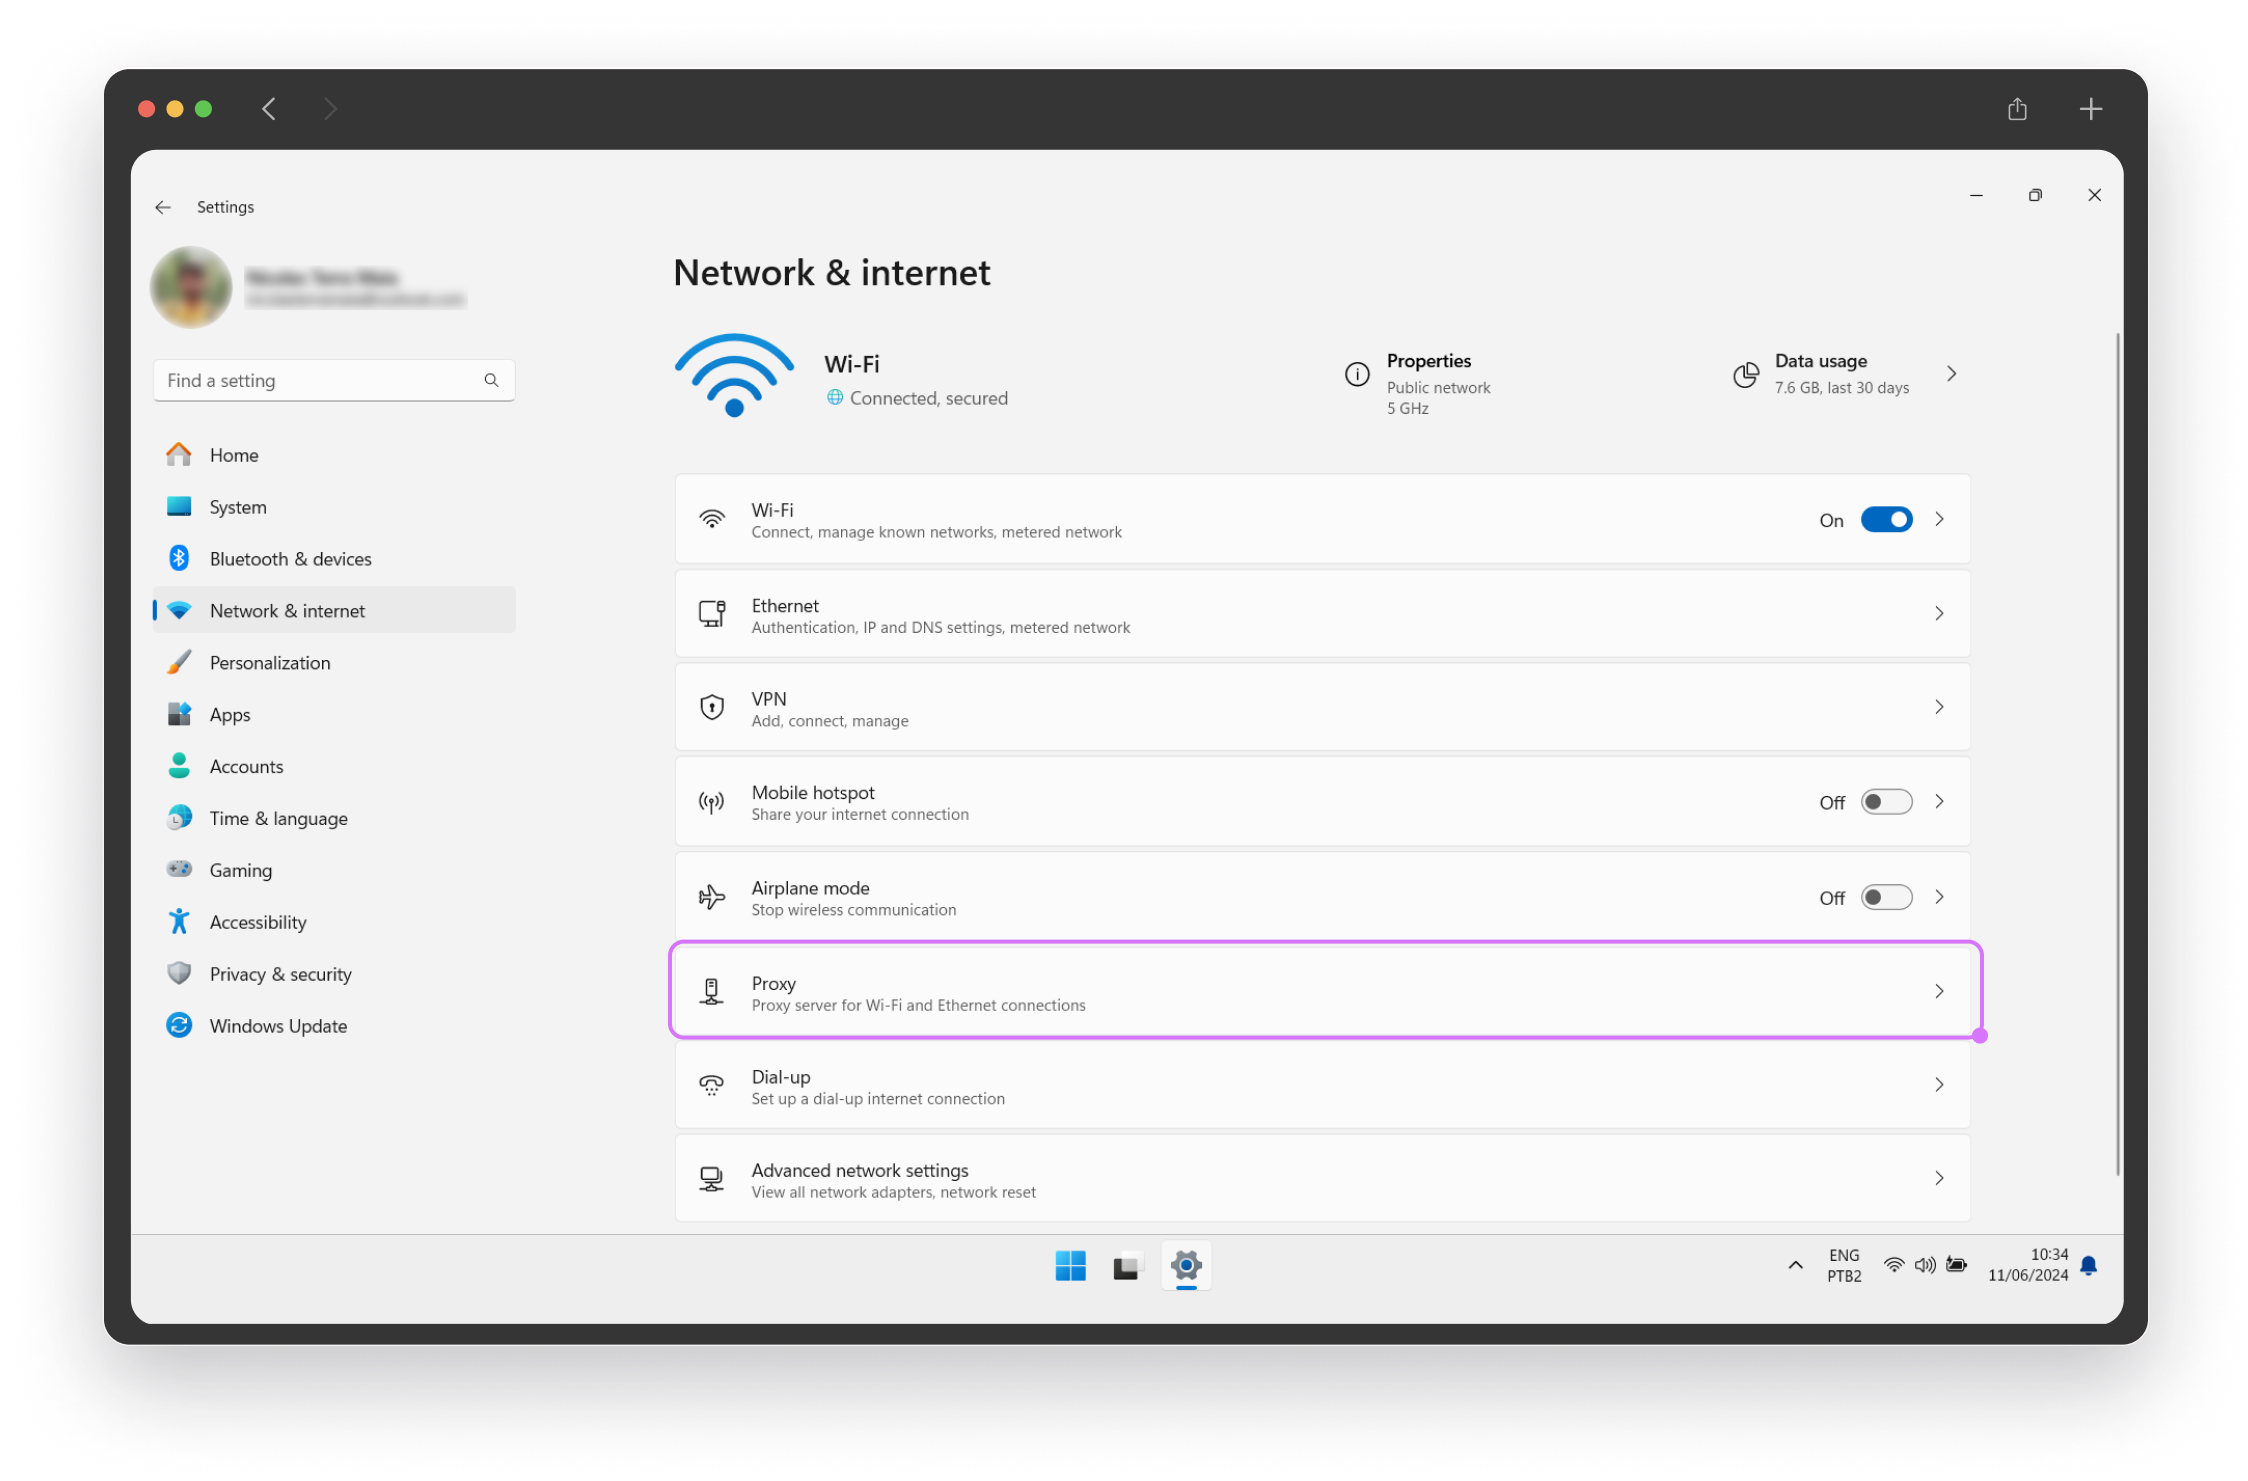 Settings
Find a setting
Home
System
Bluetooth & devices
Network & internet
Personalization
Apps
Accounts
Time & language
Gaming
Accessibility
Privacy & security
Windows Update
Network & internet
Wi-Fi
Connected, secured
Properties
Public network
5 GHz
Data usage
7.6 GB, last 30 days
Wi-Fi
Connect, manage known networks, metered network
On
Ethernet
Authentication, IP and DNS settings, metered network
VPN
Add, connect, manage
Mobile hotspot
Share your internet connection
Off
Airplane mode
Stop wireless communication
Off
Proxy
Proxy server for Wi-Fi and Ethernet connections
Dial-up
Set up a dial-up internet connection
Advanced network settings
View all network adapters, network reset
ENG
PTB2
10:34
11/06/2024